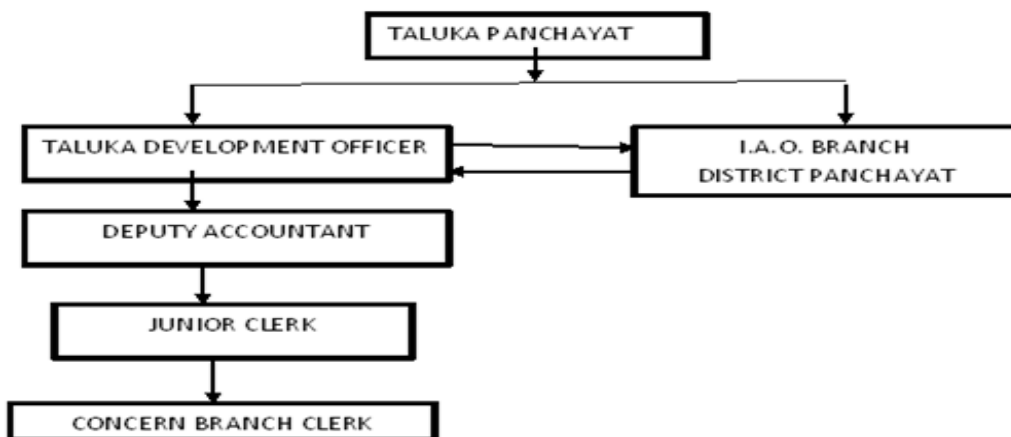 TALUKA PANCHAYAT
TALUKA DEVELOPMENT OFFICER
I.A.O. BRANCH
DISTRICT PANCHAYAT
DEPUTY ACCOUNTANT
JUNIOR CLERK
CONCERN BRANCH CLERK